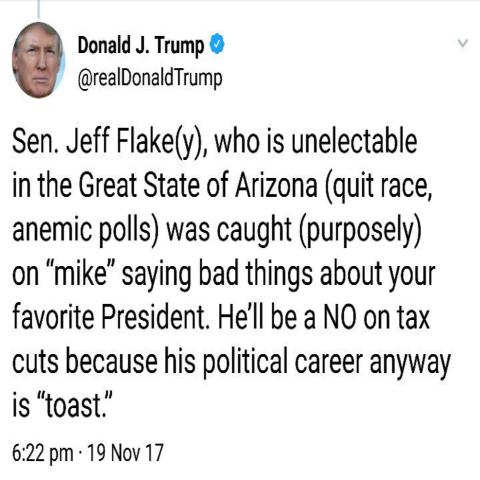 Donald J. Trump
@realDonaldTrump
Sen. Jeff Flake(y), who is unelectable
in the Great State of Arizona (quit race,
anemic polls) was caught (purposely)
on “mike” saying bad things about your
favorite President. He’ll be a NO on tax
cuts because his political career anyway
is “toast.”
6:22 pm · 19 Nov 17